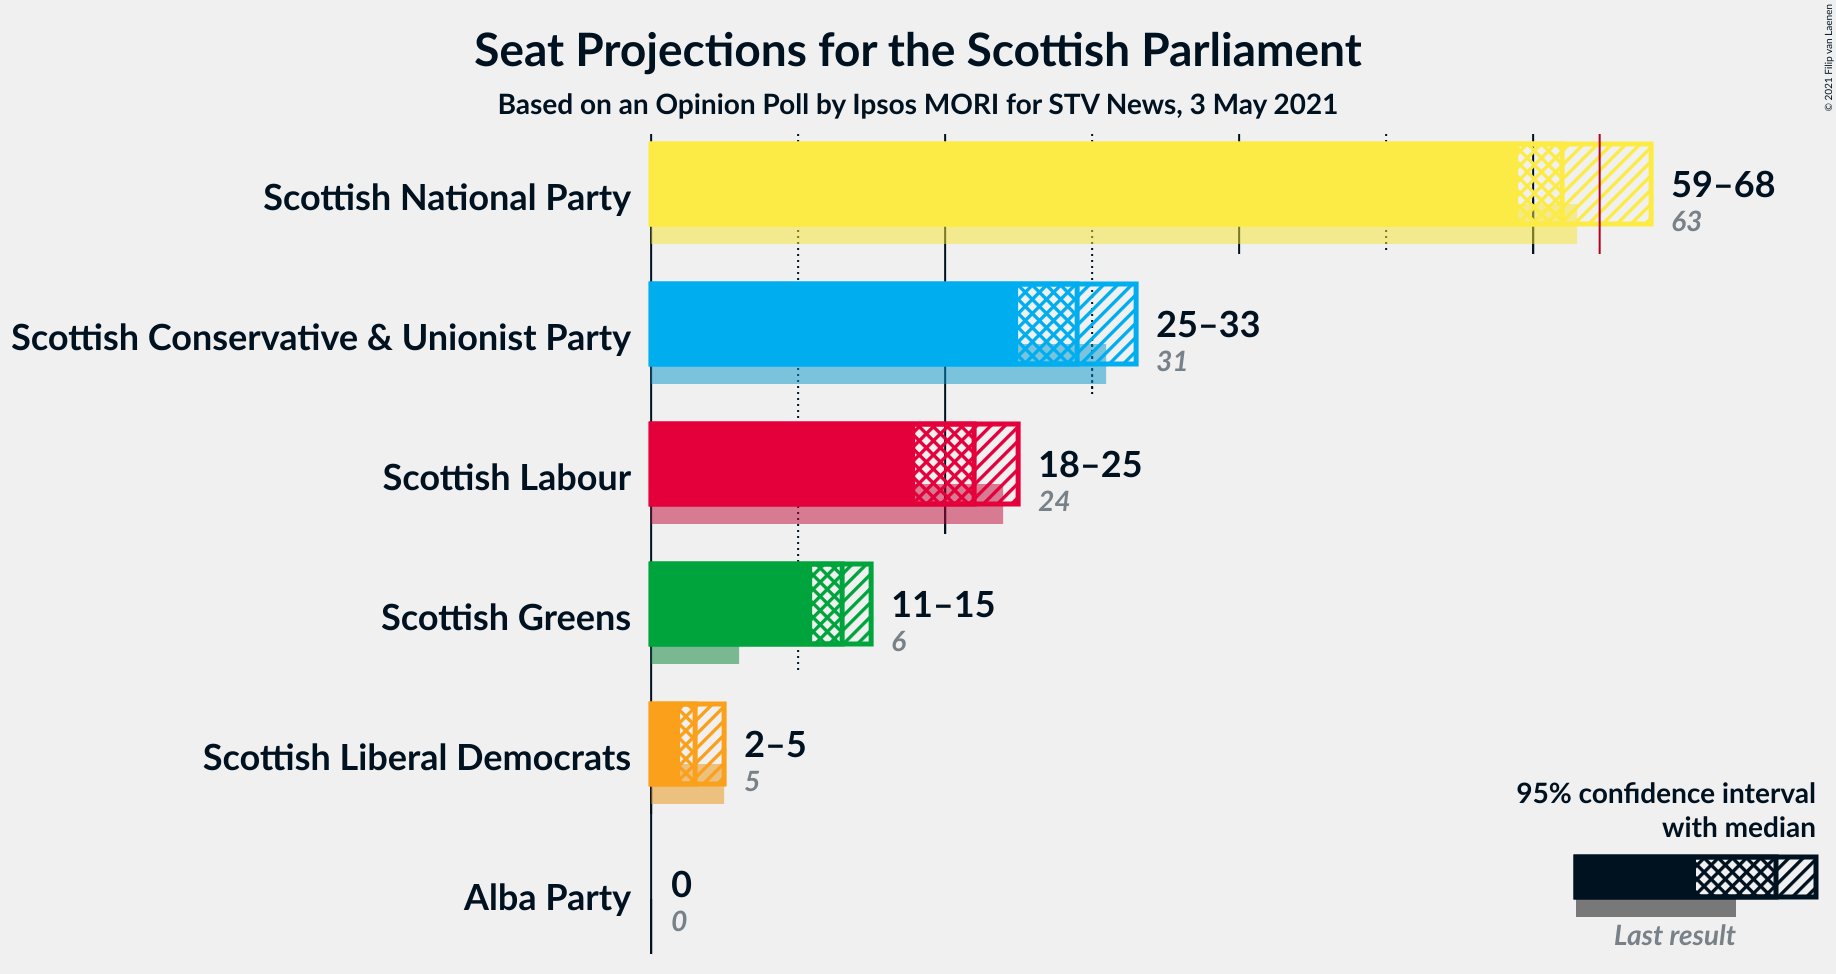 Seat Projections for the Scottish Parliament
Based on an Opinion Poll by Ipsos MORI for STV News, 3 May 2021
© 2021 Filip van Laenen
Scottish National Party
59–68
63
Scottish Conservative & Unionist Party
25–33
31
Scottish Labour
18–25
24
Scottish Greens
11–15
6
Scottish Liberal Democrats
2–5
5
Alba Party
0
0
95% confidence interval
with median
Last result